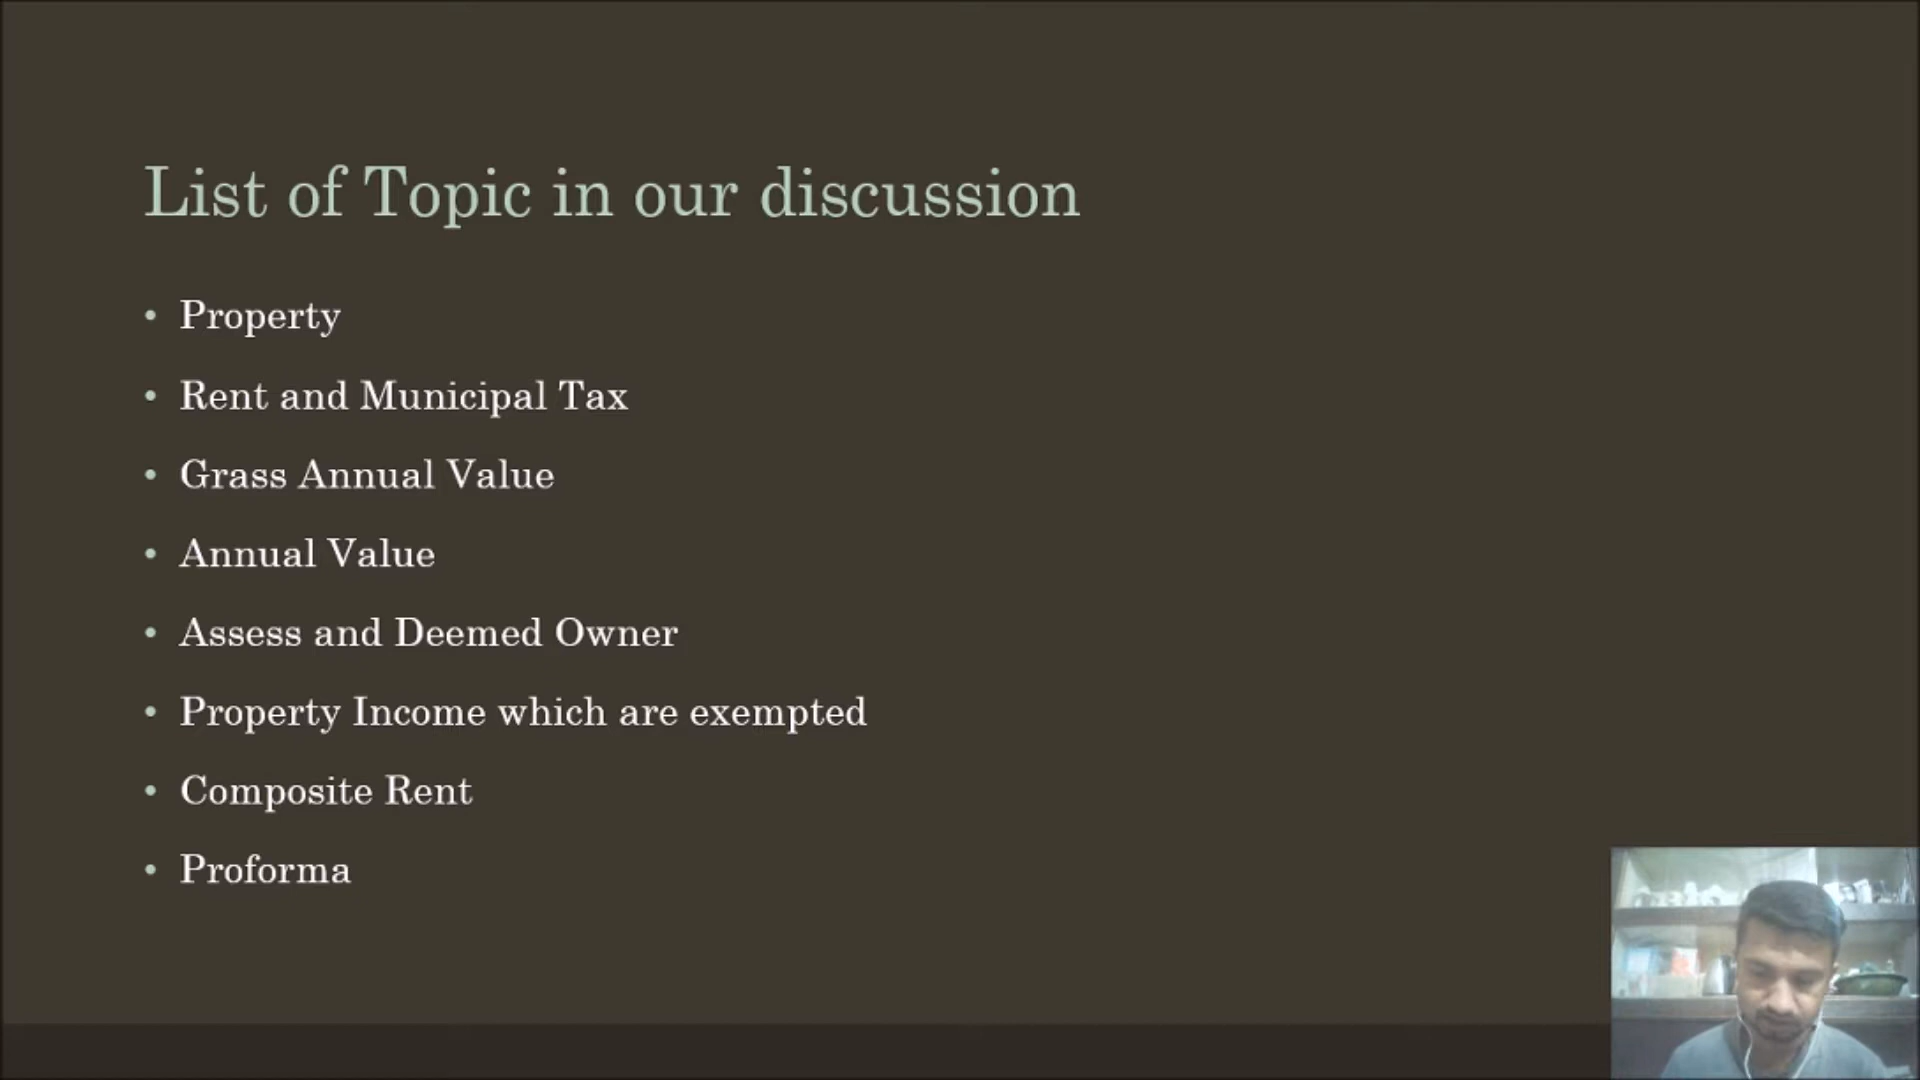 List of Topic in our discussion
• Property
• Rent and Municipal Tax
• Grass Annual Value
• Annual Value
• Assess and Deemed Owner
• Property Income which are exempted
• Composite Rent
• Proforma